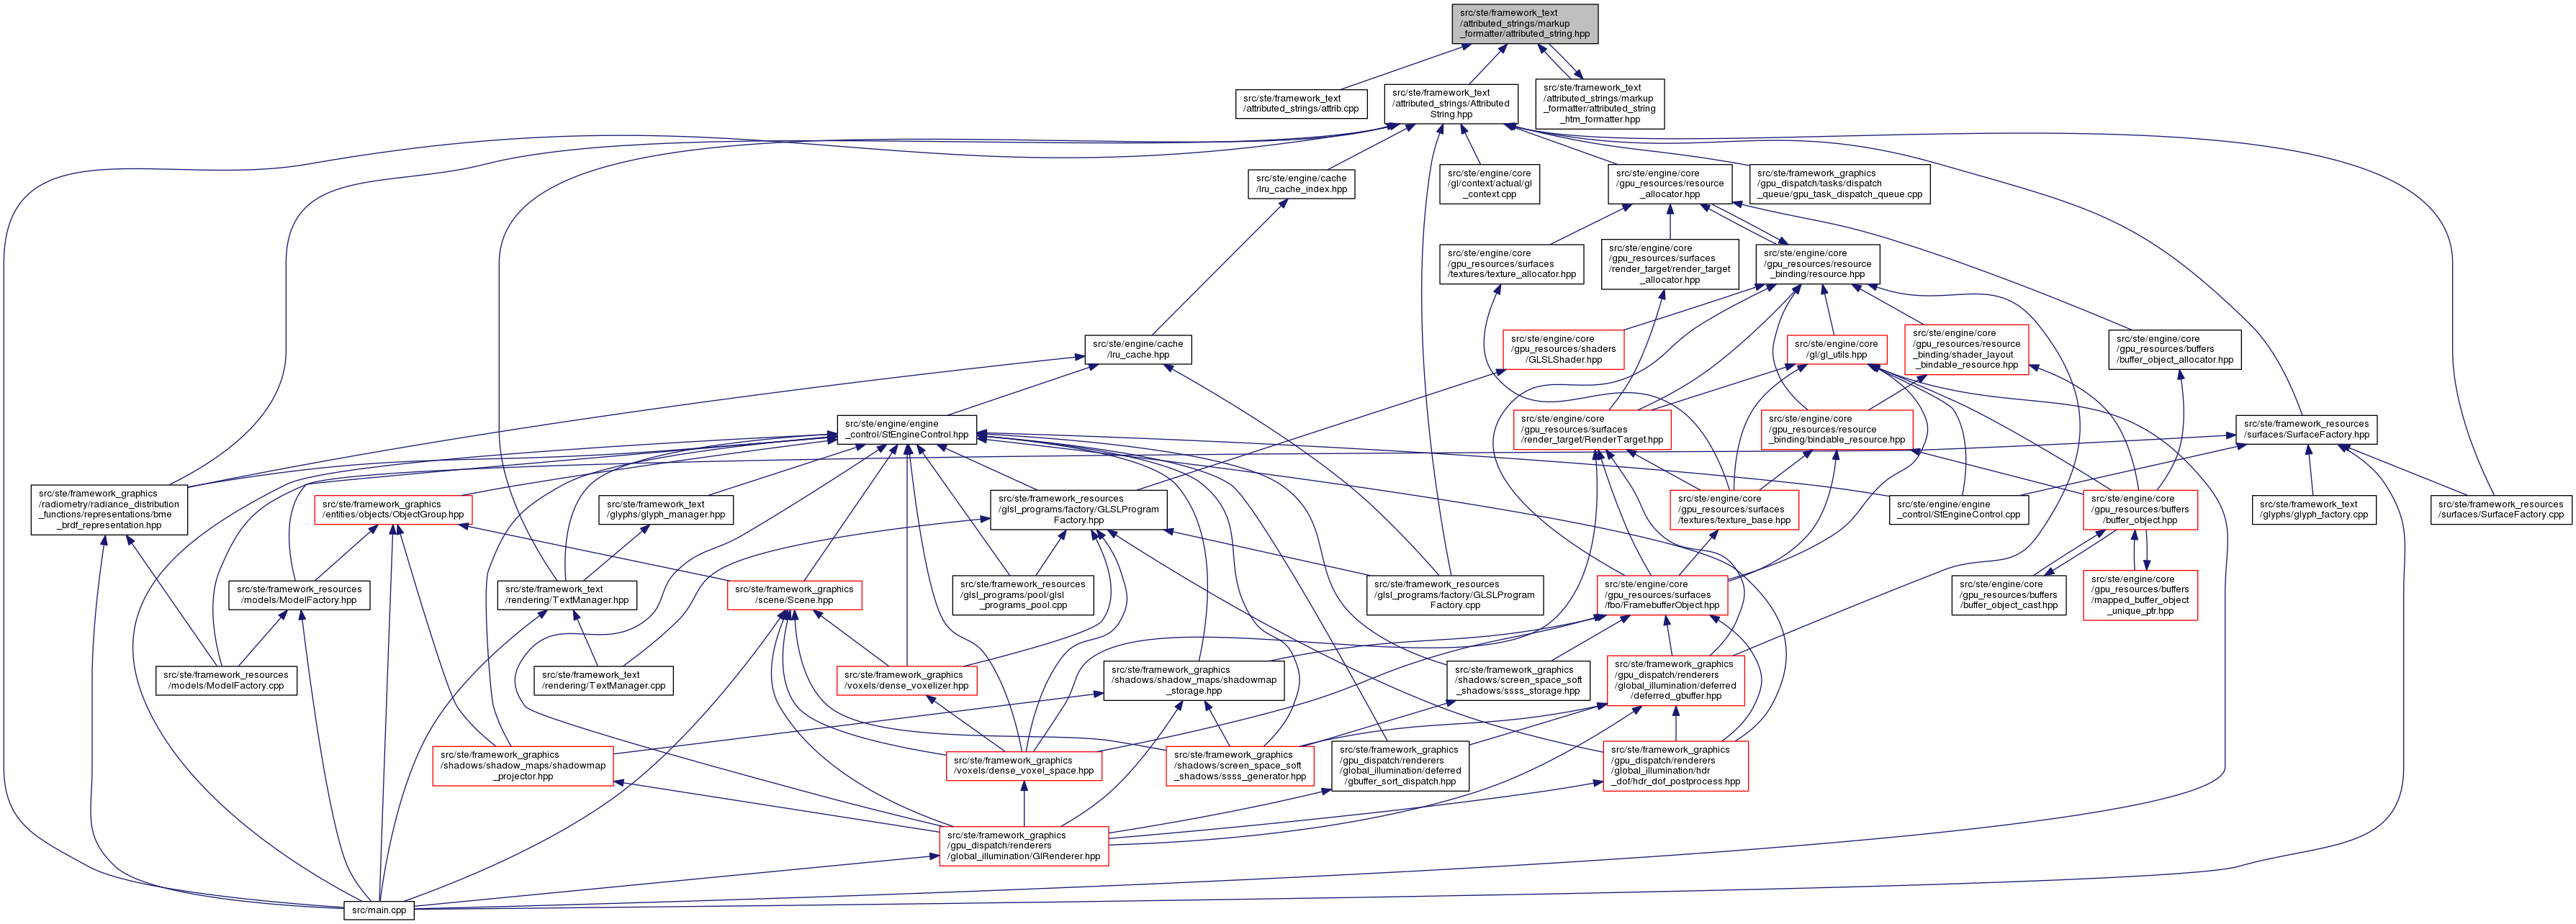 src/ste/framework_text
/attributed_strings/markup
_formatter/attributed_string.hpp
src/ste/framework_text
/attributed_strings/attrib.cpp
src/ste/framework_text
/attributed_strings/Attributed
String.hpp
src/ste/framework_text
/attributed_strings/markup
_formatter/attributed_string
_htm_formatter.hpp
src/ste/engine/cache
/lru_cache_index.hpp
src/ste/engine/core
/gl/context/actual/gl
_context.cpp
src/ste/engine/core
/gpu_resources/resource
_allocator.hpp
src/ste/framework_graphics
/gpu_dispatch/tasks/dispatch
_queue/gpu_task_dispatch_queue.cpp
src/ste/engine/core
/gpu_resources/surfaces
/textures/texture_allocator.hpp
src/ste/engine/core
/gpu_resources/surfaces
/render_target/render_target
_allocator.hpp
src/ste/engine/core
/gpu_resources/resource
_binding/resource.hpp
src/ste/engine/cache
/lru_cache.hpp
src/ste/engine/core
/gpu_resources/shaders
/GLSLShader.hpp
src/ste/engine/core
/gl/gl_utils.hpp
src/ste/engine/core
/gpu_resources/resource
_binding/shader_layout
_bindable_resource.hpp
src/ste/engine/core
/gpu_resources/buffers
/buffer_object_allocator.hpp
src/ste/engine/engine
_control/StEngineControl.hpp
src/ste/engine/core
/gpu_resources/surfaces
/render_target/RenderTarget.hpp
src/ste/engine/core
/gpu_resources/resource
_binding/bindable_resource.hpp
src/ste/framework_resources
/surfaces/SurfaceFactory.hpp
src/ste/framework_graphics
/radiometry/radiance_distribution
_functions/representations/bme
_brdf_representation.hpp
src/ste/framework_graphics
/entities/objects/ObjectGroup.hpp
src/ste/framework_text
/glyphs/glyph_manager.hpp
src/ste/framework_resources
/glsl_programs/factory/GLSLProgram
Factory.hpp
src/ste/engine/core
/gpu_resources/surfaces
/textures/texture_base.hpp
src/ste/engine/engine
_control/StEngineControl.cpp
src/ste/engine/core
/gpu_resources/buffers
/buffer_object.hpp
src/ste/framework_text
/glyphs/glyph_factory.cpp
src/ste/framework_resources
/surfaces/SurfaceFactory.cpp
src/ste/framework_resources
/models/ModelFactory.hpp
src/ste/framework_text
/rendering/TextManager.hpp
src/ste/framework_graphics
/scene/Scene.hpp
src/ste/framework_resources
/glsl_programs/pool/glsl
_programs_pool.cpp
src/ste/framework_resources
/glsl_programs/factory/GLSLProgram
Factory.cpp
src/ste/engine/core
/gpu_resources/surfaces
/fbo/FramebufferObject.hpp
src/ste/engine/core
/gpu_resources/buffers
/buffer_object_cast.hpp
src/ste/engine/core
/gpu_resources/buffers
/mapped_buffer_object
_unique_ptr.hpp
src/ste/framework_resources
/models/ModelFactory.cpp
src/ste/framework_text
/rendering/TextManager.cpp
src/ste/framework_graphics
/voxels/dense_voxelizer.hpp
src/ste/framework_graphics
/shadows/shadow_maps/shadowmap
_storage.hpp
src/ste/framework_graphics
/shadows/screen_space_soft
_shadows/ssss_storage.hpp
src/ste/framework_graphics
/gpu_dispatch/renderers
/global_illumination/deferred
/deferred_gbuffer.hpp
src/ste/framework_graphics
/shadows/shadow_maps/shadowmap
_projector.hpp
src/ste/framework_graphics
/voxels/dense_voxel_space.hpp
src/ste/framework_graphics
/shadows/screen_space_soft
_shadows/ssss_generator.hpp
src/ste/framework_graphics
/gpu_dispatch/renderers
/global_illumination/deferred
/gbuffer_sort_dispatch.hpp
src/ste/framework_graphics
/gpu_dispatch/renderers
/global_illumination/hdr
_dof/hdr_dof_postprocess.hpp
src/ste/framework_graphics
/gpu_dispatch/renderers
/global_illumination/GIRenderer.hpp
src/main.cpp